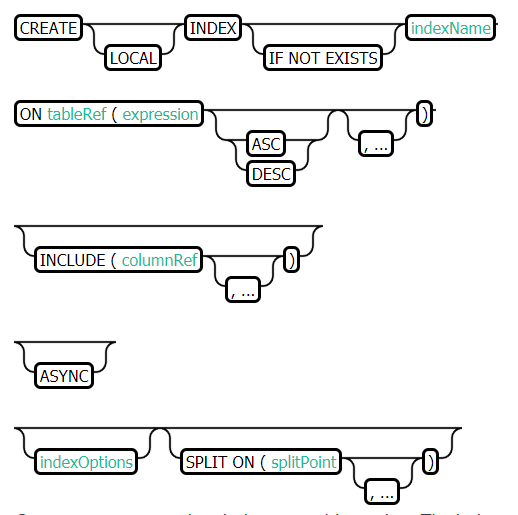 CREATE LOCAL INDEX IF NOT EXISTS indexName
ON tableRef ( expression ASC DESC , ... )
INCLUDE ( columnRef , ... )
ASYNC
indexOptions SPLIT ON ( splitPoint , ... )